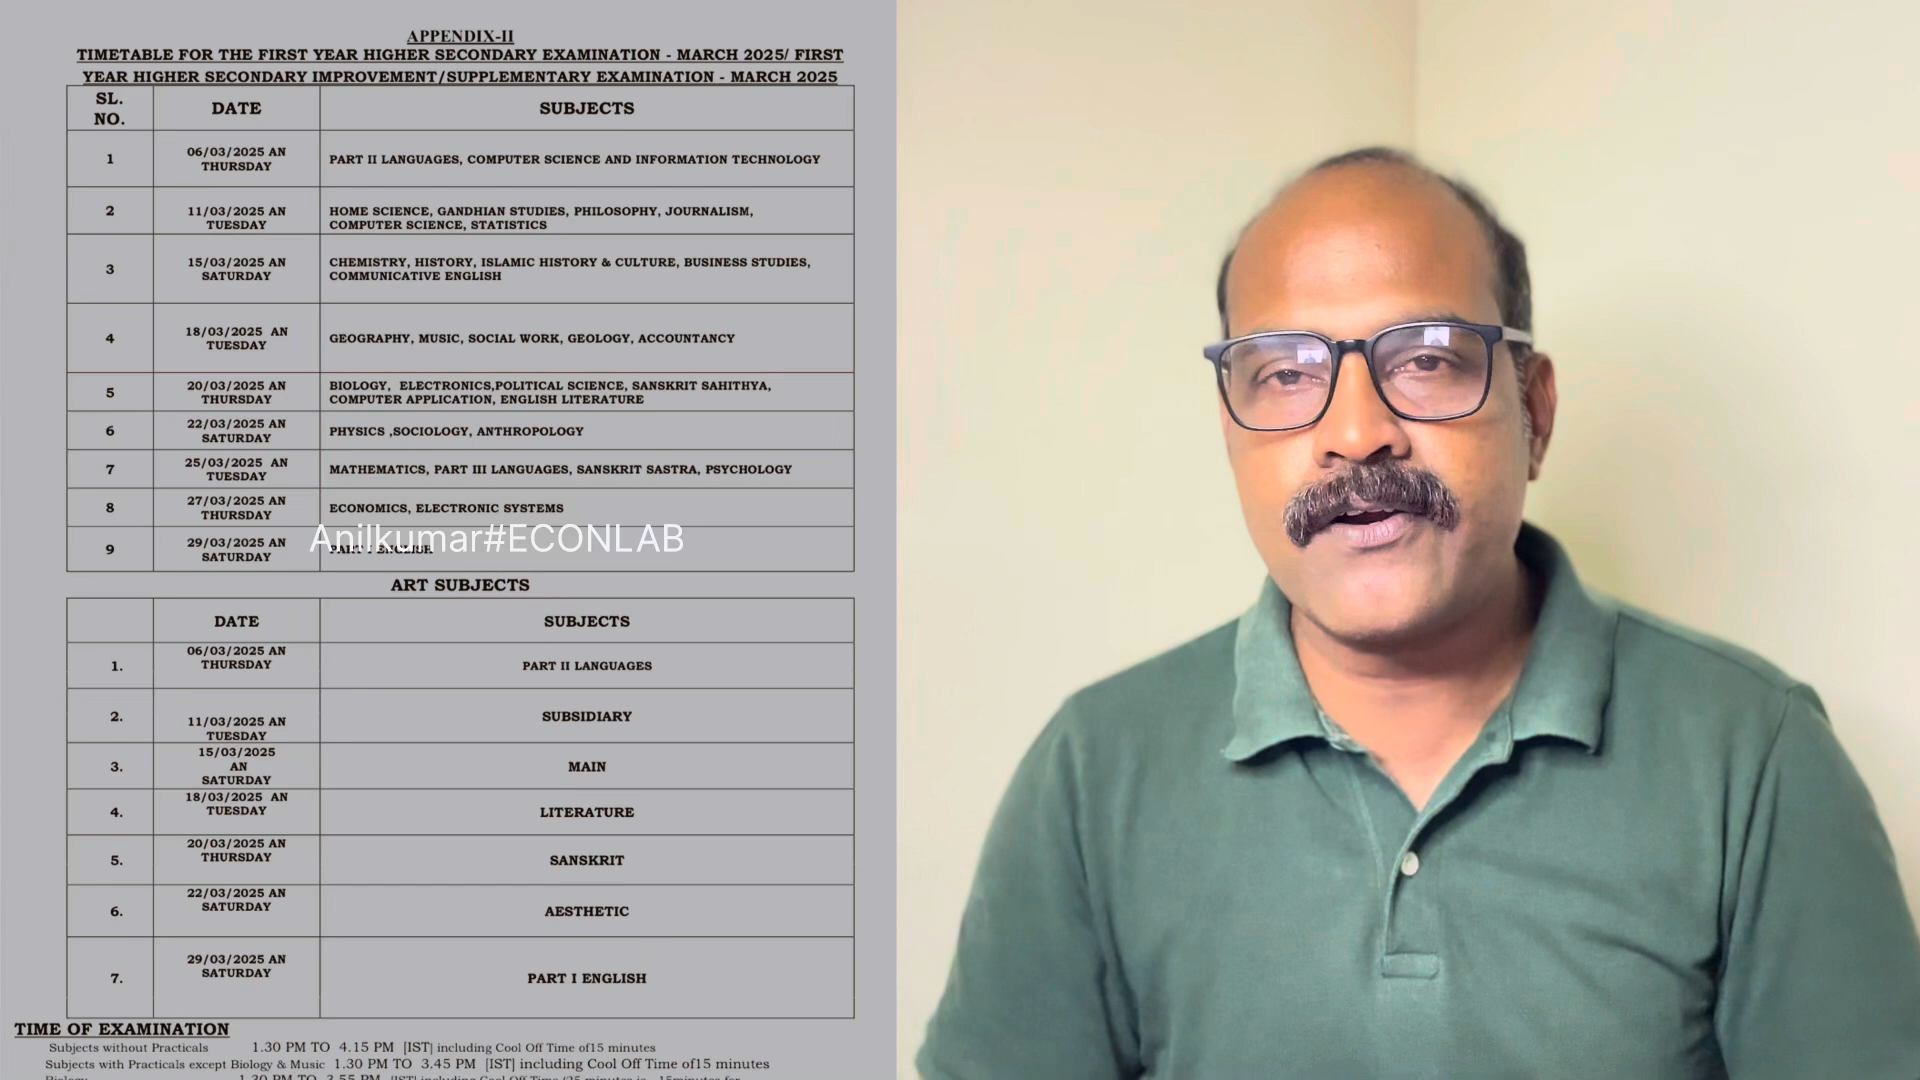 APPENDIX-II
TIMETABLE FOR THE FIRST YEAR HIGHER SECONDARY EXAMINATION - MARCH 2025/ FIRST
YEAR HIGHER SECONDARY IMPROVEMENT/SUPPLEMENTARY EXAMINATION - MARCH 2025
SL. NO. DATE SUBJECTS
1 06/03/2025 AN THURSDAY PART II LANGUAGES, COMPUTER SCIENCE AND INFORMATION TECHNOLOGY
2 11/03/2025 AN TUESDAY HOME SCIENCE, GANDHIAN STUDIES, PHILOSOPHY, JOURNALISM,
COMPUTER SCIENCE, STATISTICS
3 15/03/2025 AN SATURDAY CHEMISTRY, HISTORY, ISLAMIC HISTORY & CULTURE, BUSINESS STUDIES,
COMMUNICATIVE ENGLISH
4 18/03/2025 AN TUESDAY GEOGRAPHY, MUSIC, SOCIAL WORK, GEOLOGY, ACCOUNTANCY
5 20/03/2025 AN THURSDAY BIOLOGY, ELECTRONICS,POLITICAL SCIENCE, SANSKRIT SAHITHYA,
COMPUTER APPLICATION, ENGLISH LITERATURE
6 22/03/2025 AN SATURDAY PHYSICS ,SOCIOLOGY, ANTHROPOLOGY
7 25/03/2025 AN TUESDAY MATHEMATICS, PART III LANGUAGES, SANSKRIT SASTRA, PSYCHOLOGY
8 27/03/2025 AN THURSDAY ECONOMICS, ELECTRONIC SYSTEMS
Anilkumar#ECONLAB
9 29/03/2025 AN SATURDAY PART I ENGLISH
ART SUBJECTS
DATE SUBJECTS
1. 06/03/2025 AN THURSDAY PART II LANGUAGES
2. 11/03/2025 AN TUESDAY SUBSIDIARY
3. 15/03/2025 AN SATURDAY MAIN
4. 18/03/2025 AN TUESDAY LITERATURE
5. 20/03/2025 AN THURSDAY SANSKRIT
6. 22/03/2025 AN SATURDAY AESTHETIC
7. 29/03/2025 AN SATURDAY PART I ENGLISH
TIME OF EXAMINATION
Subjects without Practicals 1.30 PM TO 4.15 PM [IST] including Cool Off Time of15 minutes
Subjects with Practicals except Biology & Music 1.30 PM TO 3.45 PM [IST] including Cool Off Time of15 minutes